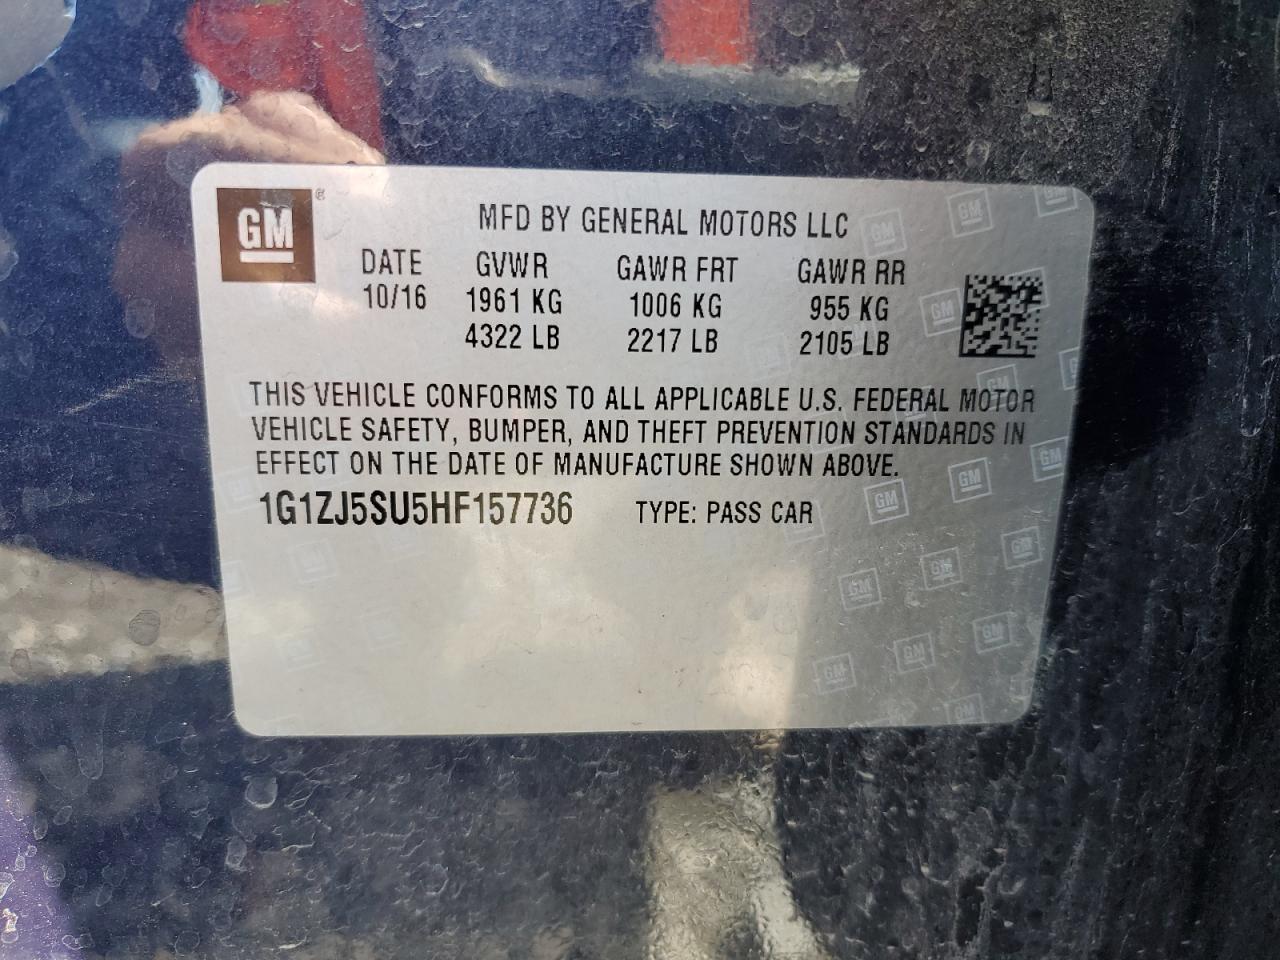 GM ®
MFD BY GENERAL MOTORS LLC
DATE GVWR GAWR FRT GAWR RR
10/16 1961 KG 1006 KG 955 KG
4322 LB 2217 LB 2105 LB
THIS VEHICLE CONFORMS TO ALL APPLICABLE U.S. FEDERAL MOTOR
VEHICLE SAFETY, BUMPER, AND THEFT PREVENTION STANDARDS IN
EFFECT ON THE DATE OF MANUFACTURE SHOWN ABOVE.
1G1ZJ5SU5HF157736 TYPE: PASS CAR